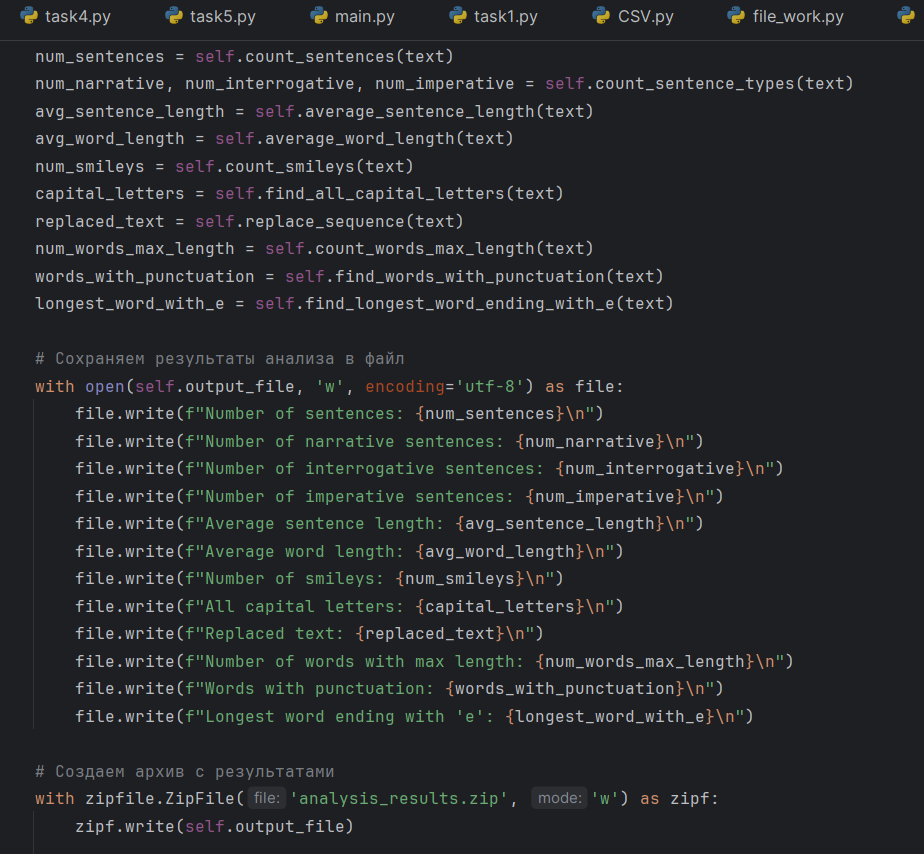 task4.py task5.py main.py task1.py CSV.py file_work.py
num_sentences = self.count_sentences(text)
num_narrative, num_interrogative, num_imperative = self.count_sentence_types(text)
avg_sentence_length = self.average_sentence_length(text)
avg_word_length = self.average_word_length(text)
num_smileys = self.count_smileys(text)
capital_letters = self.find_all_capital_letters(text)
replaced_text = self.replace_sequence(text)
num_words_max_length = self.count_words_max_length(text)
words_with_punctuation = self.find_words_with_punctuation(text)
longest_word_with_e = self.find_longest_word_ending_with_e(text)
# Сохраняем результаты анализа в файл
with open(self.output_file, 'w', encoding='utf-8') as file:
file.write(f"Number of sentences: {num_sentences}\n")
file.write(f"Number of narrative sentences: {num_narrative}\n")
file.write(f"Number of interrogative sentences: {num_interrogative}\n")
file.write(f"Number of imperative sentences: {num_imperative}\n")
file.write(f"Average sentence length: {avg_sentence_length}\n")
file.write(f"Average word length: {avg_word_length}\n")
file.write(f"Number of smileys: {num_smileys}\n")
file.write(f"All capital letters: {capital_letters}\n")
file.write(f"Replaced text: {replaced_text}\n")
file.write(f"Number of words with max length: {num_words_max_length}\n")
file.write(f"Words with punctuation: {words_with_punctuation}\n")
file.write(f"Longest word ending with 'e': {longest_word_with_e}\n")
# Создаем архив с результатами
with zipfile.ZipFile( file: 'analysis_results.zip', mode: 'w') as zipf:
zipf.write(self.output_file)